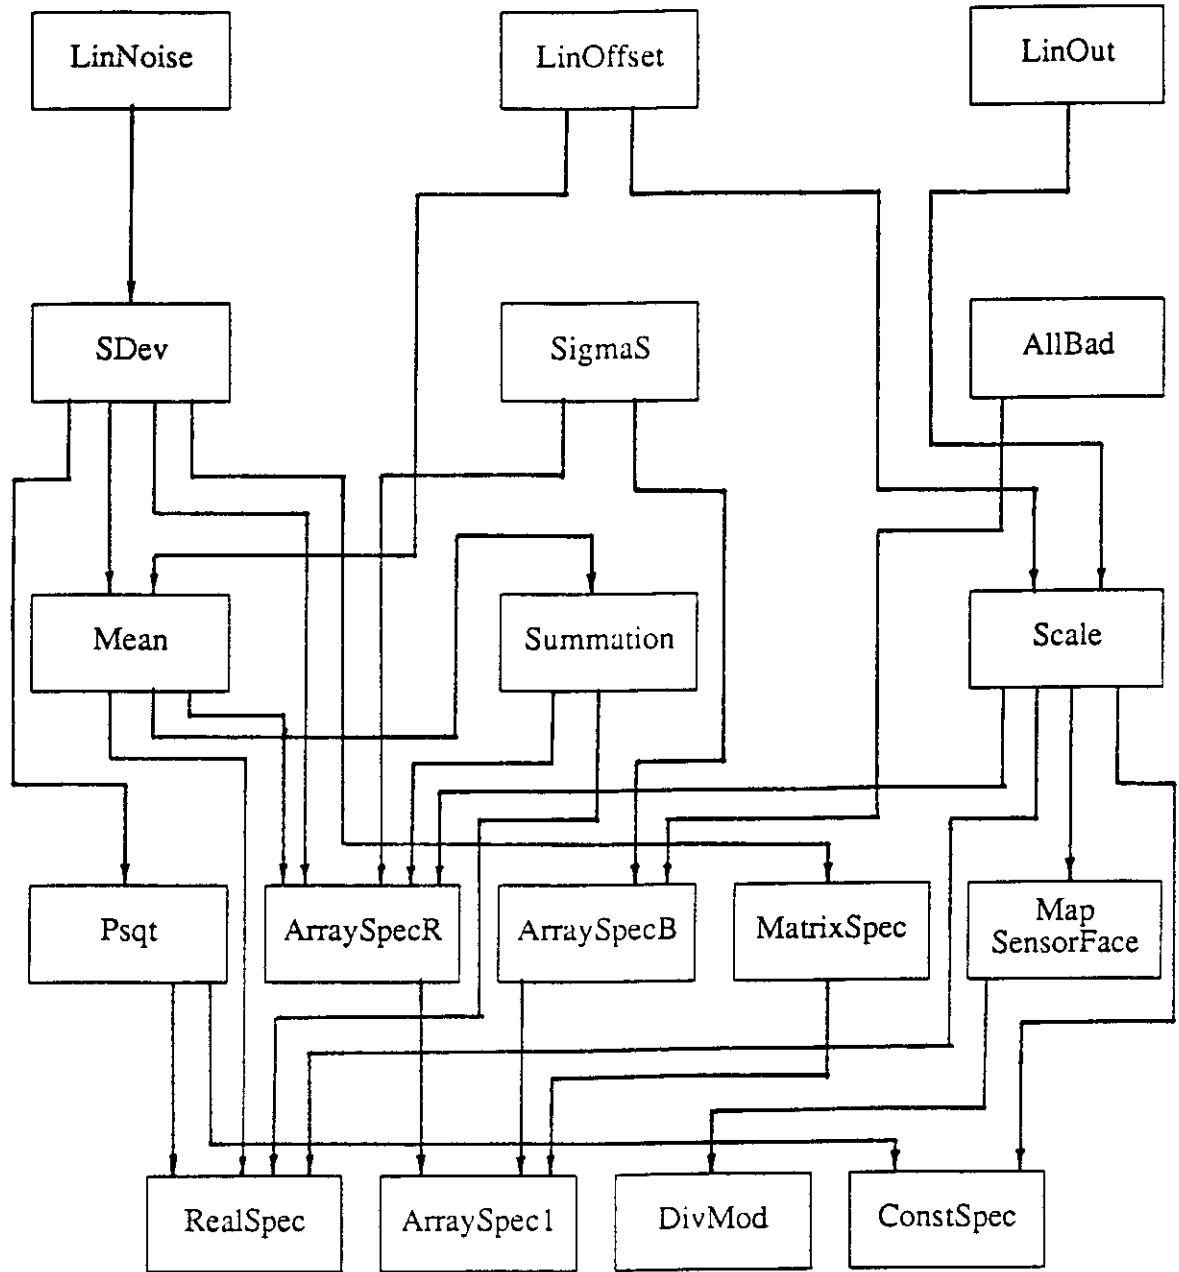 LinNoise
LinOffset
LinOut
SDev
SigmaS
AllBad
Mean
Summation
Scale
Psqt
ArraySpecR
ArraySpecB
MatrixSpec
Map
SensorFace
RealSpec
ArraySpec1
DivMod
ConstSpec